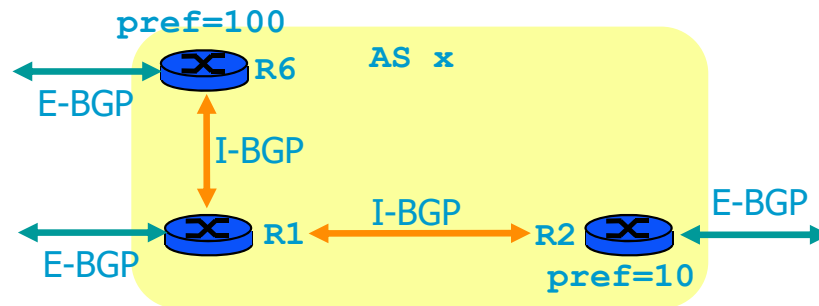 pref=100
AS x
R6
E-BGP
I-BGP
I-BGP
E-BGP
R1
R2
E-BGP
pref=10